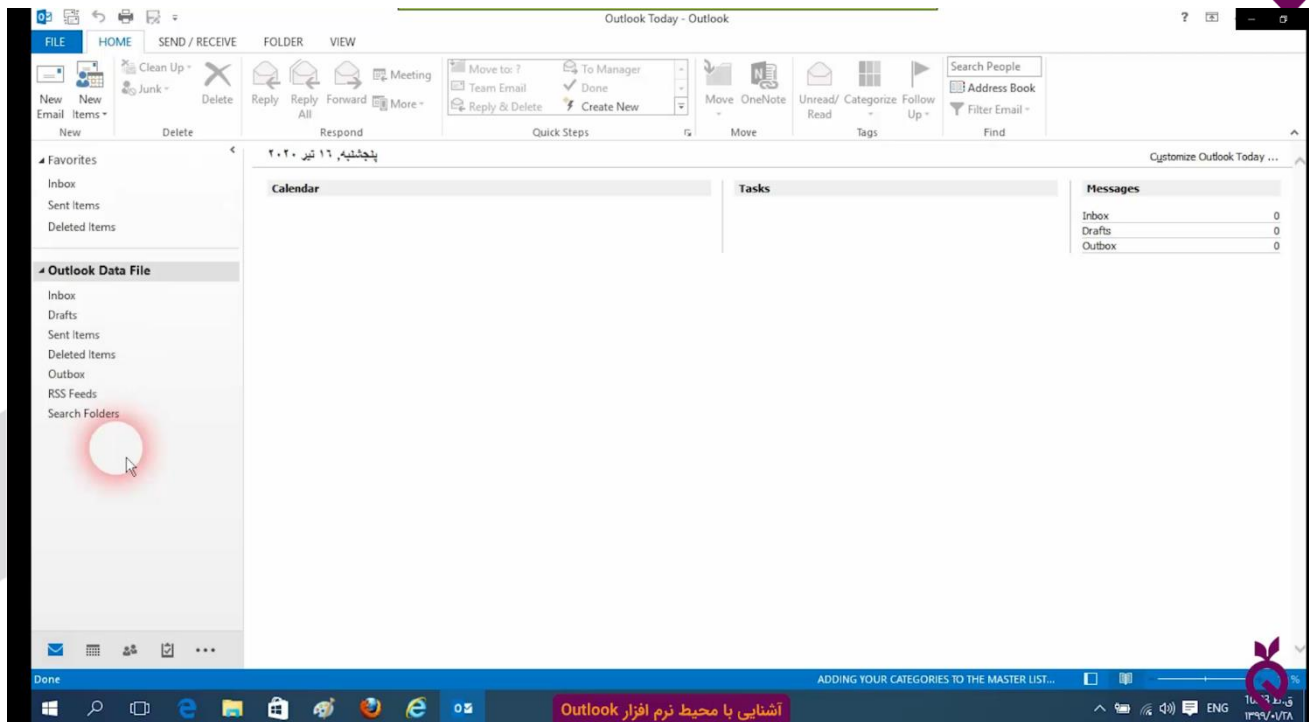 Outlook Today - Outlook
FILE HOME SEND / RECEIVE FOLDER VIEW
New Email
New Items
Clean Up
Junk
Delete
Reply
Reply All
Forward
Meeting
More
Move to: ?
Team Email
Reply & Delete
To Manager
Done
Create New
Move
OneNote
Unread/ Read
Categorize
Follow Up
Search People
Address Book
Filter Email
New
Delete
Respond
Quick Steps
Move
Tags
Find
Favorites
Inbox
Sent Items
Deleted Items
Outlook Data File
Inbox
Drafts
Sent Items
Deleted Items
Outbox
RSS Feeds
Search Folders
پنجشنبه, ۱۶ تیر ۲۰۲۰
Customize Outlook Today ...
Calendar
Tasks
Messages
Inbox 0
Drafts 0
Outbox 0
Done
ADDING YOUR CATEGORIES TO THE MASTER LIST...
%
آشنایی با محیط نرم افزار Outlook
ENG
ق.ظ
۱۳۹۹/۰۱/۲۸